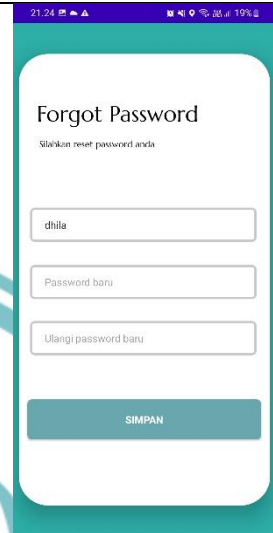 21.24
19%
Forgot Password
Silahkan reset password anda
dhila
Password baru
Ulangi password baru
SIMPAN